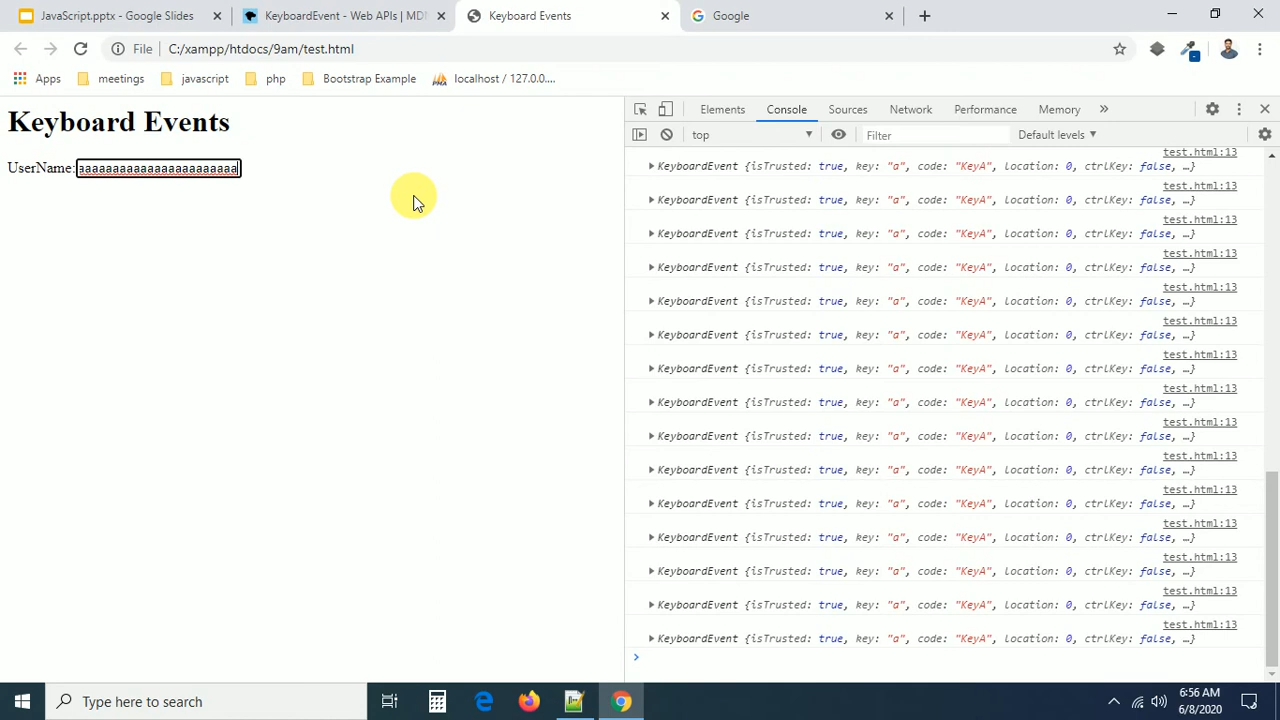 JavaScript.pptx - Google Slides
KeyboardEvent - Web APIs | MDN
Keyboard Events
Google
File C:/xampp/htdocs/9am/test.html
Apps meetings javascript php Bootstrap Example localhost / 127.0.0....
Elements Console Sources Network Performance Memory
top Filter Default levels
Keyboard Events
UserName: aaaaaaaaaaaaaaaaaaaaaaa
test.html:13
KeyboardEvent {isTrusted: true, key: "a", code: "KeyA", location: 0, ctrlKey: false, …}
test.html:13
KeyboardEvent {isTrusted: true, key: "a", code: "KeyA", location: 0, ctrlKey: false, …}
test.html:13
KeyboardEvent {isTrusted: true, key: "a", code: "KeyA", location: 0, ctrlKey: false, …}
test.html:13
KeyboardEvent {isTrusted: true, key: "a", code: "KeyA", location: 0, ctrlKey: false, …}
test.html:13
KeyboardEvent {isTrusted: true, key: "a", code: "KeyA", location: 0, ctrlKey: false, …}
test.html:13
KeyboardEvent {isTrusted: true, key: "a", code: "KeyA", location: 0, ctrlKey: false, …}
test.html:13
KeyboardEvent {isTrusted: true, key: "a", code: "KeyA", location: 0, ctrlKey: false, …}
test.html:13
KeyboardEvent {isTrusted: true, key: "a", code: "KeyA", location: 0, ctrlKey: false, …}
test.html:13
KeyboardEvent {isTrusted: true, key: "a", code: "KeyA", location: 0, ctrlKey: false, …}
test.html:13
KeyboardEvent {isTrusted: true, key: "a", code: "KeyA", location: 0, ctrlKey: false, …}
test.html:13
KeyboardEvent {isTrusted: true, key: "a", code: "KeyA", location: 0, ctrlKey: false, …}
test.html:13
KeyboardEvent {isTrusted: true, key: "a", code: "KeyA", location: 0, ctrlKey: false, …}
test.html:13
KeyboardEvent {isTrusted: true, key: "a", code: "KeyA", location: 0, ctrlKey: false, …}
test.html:13
KeyboardEvent {isTrusted: true, key: "a", code: "KeyA", location: 0, ctrlKey: false, …}
test.html:13
KeyboardEvent {isTrusted: true, key: "a", code: "KeyA", location: 0, ctrlKey: false, …}
Type here to search
6:56 AM
6/8/2020